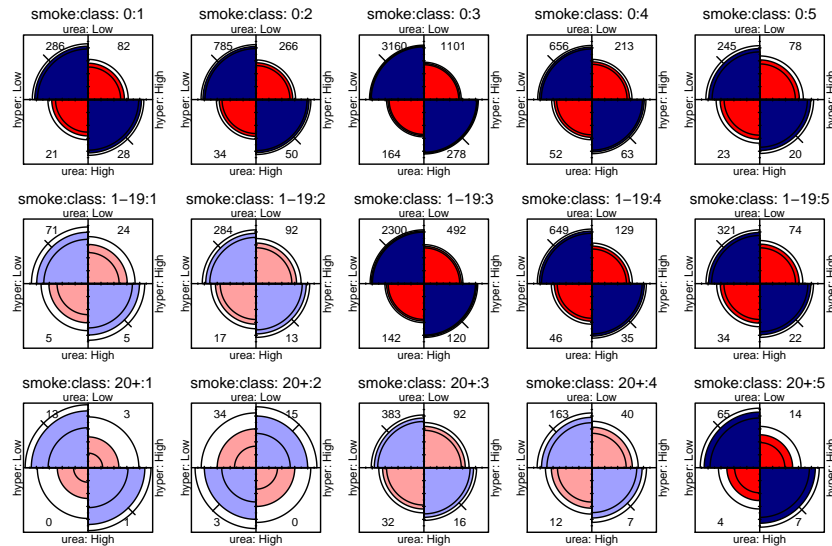 smoke:class: 0:1 smoke:class: 0:2 smoke:class: 0:3 smoke:class: 0:4 smoke:class: 0:5
urea: Low urea: Low urea: Low urea: Low urea: Low
286 82 785 266 3160 1101 656 213 245 78
hyper: Low hyper: High hyper: Low hyper: High hyper: Low hyper: High hyper: Low hyper: High hyper: Low hyper: High
21 28 34 50 164 278 52 63 23 20
urea: High urea: High urea: High urea: High urea: High
smoke:class: 1−19:1 smoke:class: 1−19:2 smoke:class: 1−19:3 smoke:class: 1−19:4 smoke:class: 1−19:5
urea: Low urea: Low urea: Low urea: Low urea: Low
71 24 284 92 2300 492 649 129 321 74
hyper: Low hyper: High hyper: Low hyper: High hyper: Low hyper: High hyper: Low hyper: High hyper: Low hyper: High
5 5 17 13 142 120 46 35 34 22
urea: High urea: High urea: High urea: High urea: High
smoke:class: 20+:1 smoke:class: 20+:2 smoke:class: 20+:3 smoke:class: 20+:4 smoke:class: 20+:5
urea: Low urea: Low urea: Low urea: Low urea: Low
13 3 34 15 383 92 163 40 65 14
hyper: Low hyper: High hyper: Low hyper: High hyper: Low hyper: High hyper: Low hyper: High hyper: Low hyper: High
0 1 3 0 32 16 12 7 4 7
urea: High urea: High urea: High urea: High urea: High